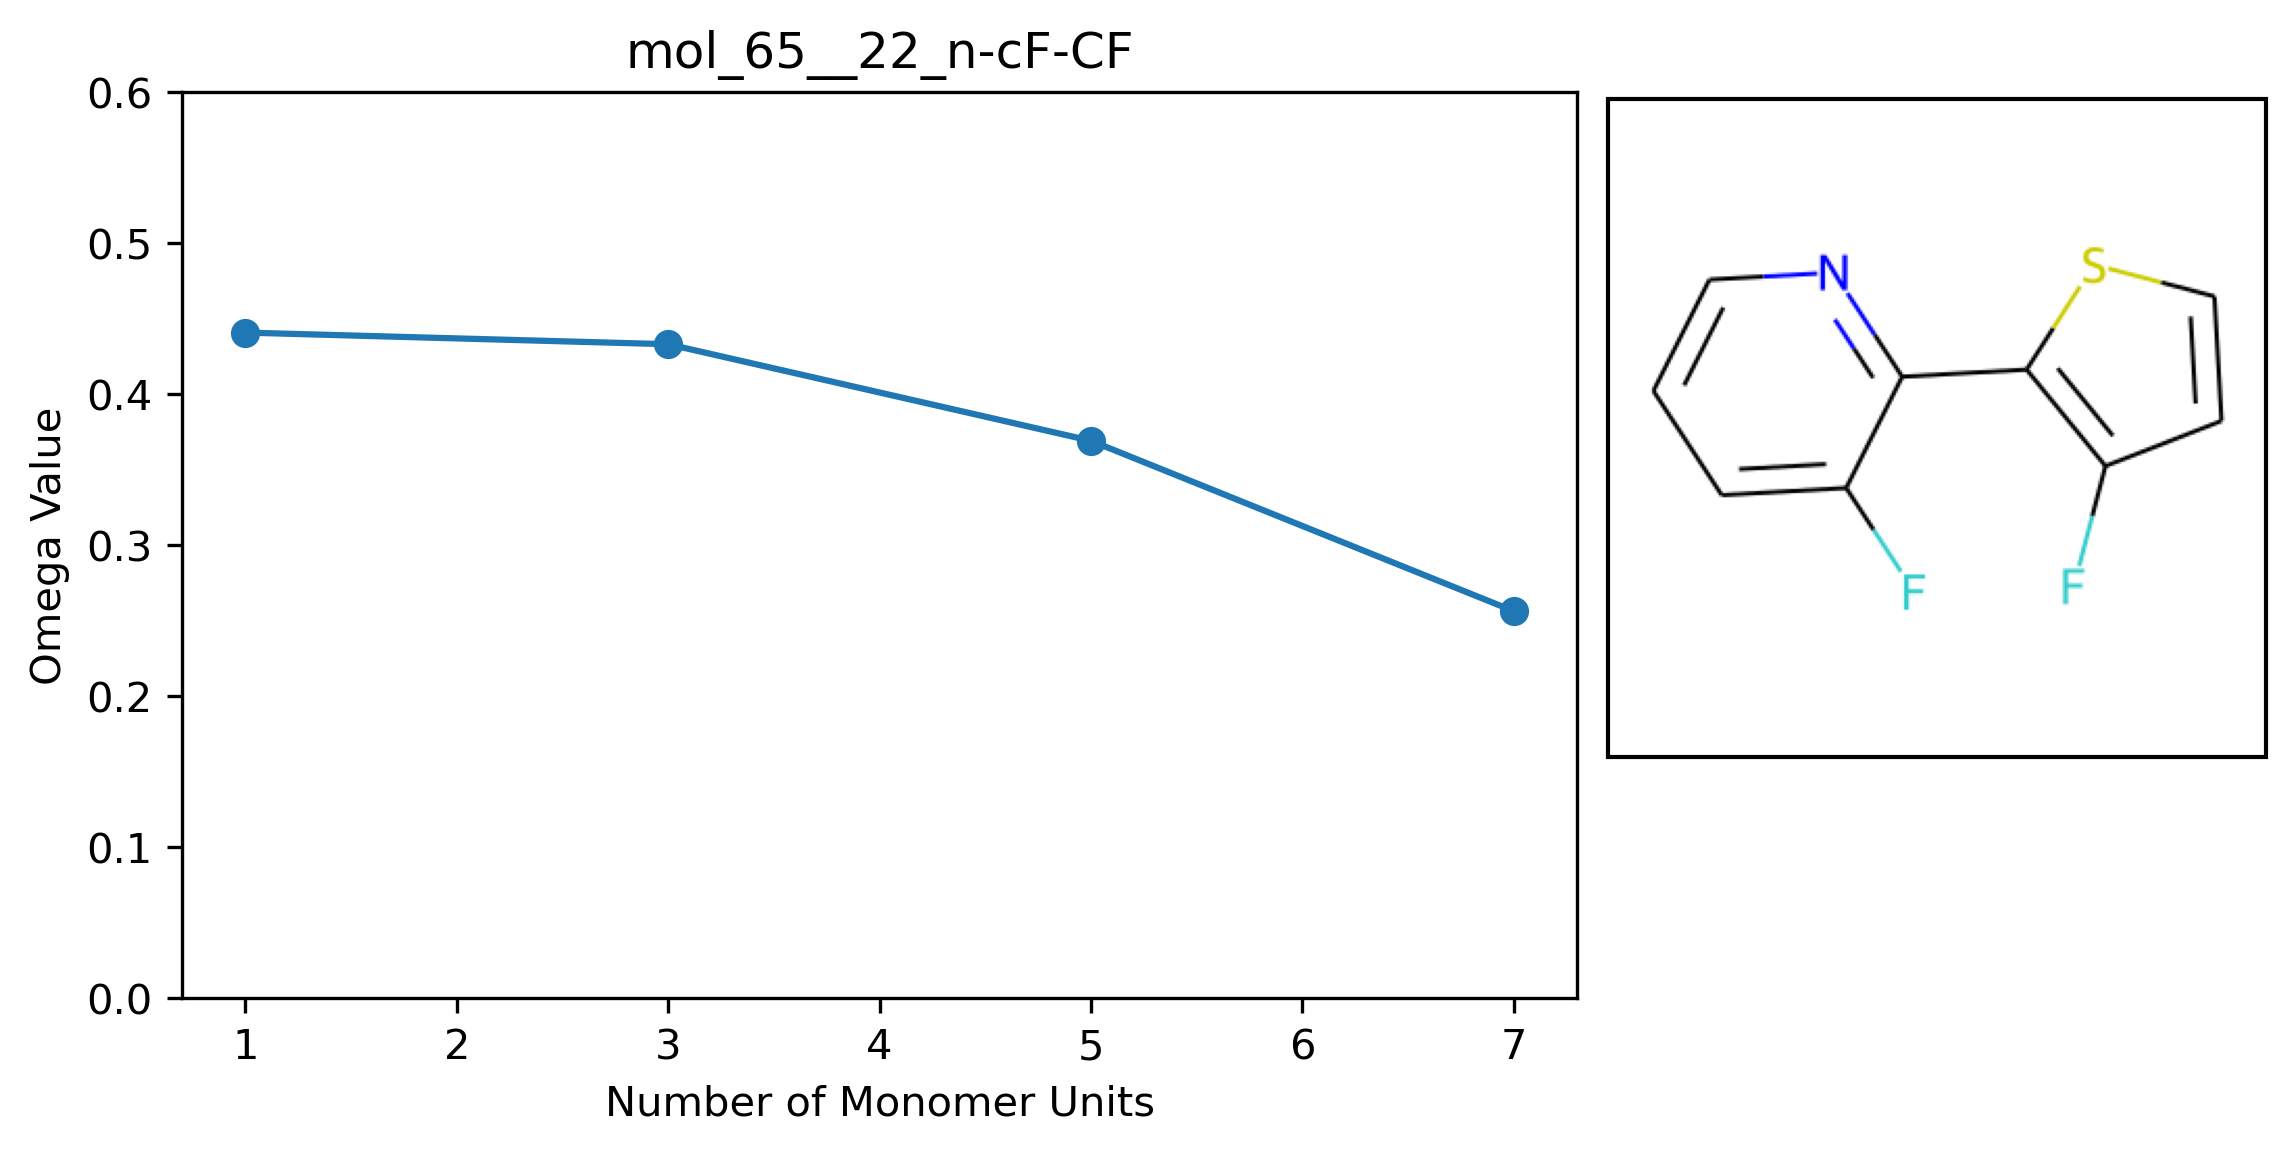 mol_65__22_n-cF-CF
0.6
0.5
0.4
0.3
0.2
0.1
0.0
Omega Value
1 2 3 4 5 6 7
Number of Monomer Units
N
S
F
F